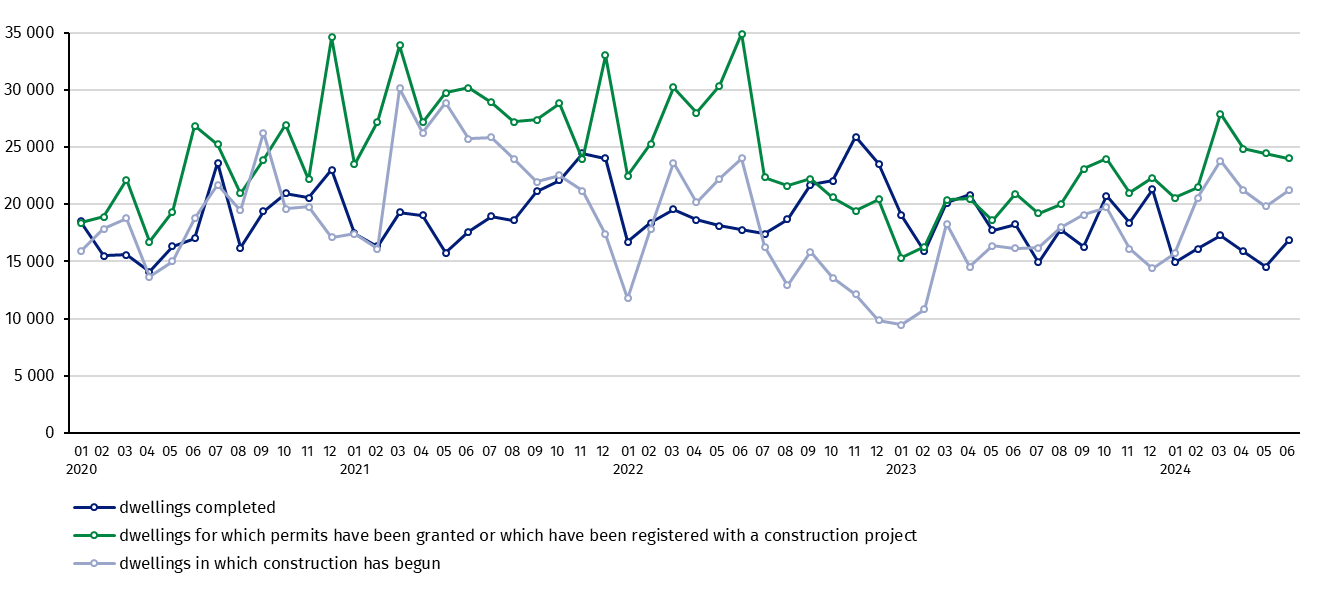 35 000
30 000
25 000
20 000
15 000
10 000
5 000
0
01 02 03 04 05 06 07 08 09 10 11 12 01 02 03 04 05 06 07 08 09 10 11 12 01 02 03 04 05 06 07 08 09 10 11 12 01 02 03 04 05 06 07 08 09 10 11 12 01 02 03 04 05 06
2020 2021 2022 2023 2024
dwellings completed
dwellings for which permits have been granted or which have been registered with a construction project
dwellings in which construction has begun